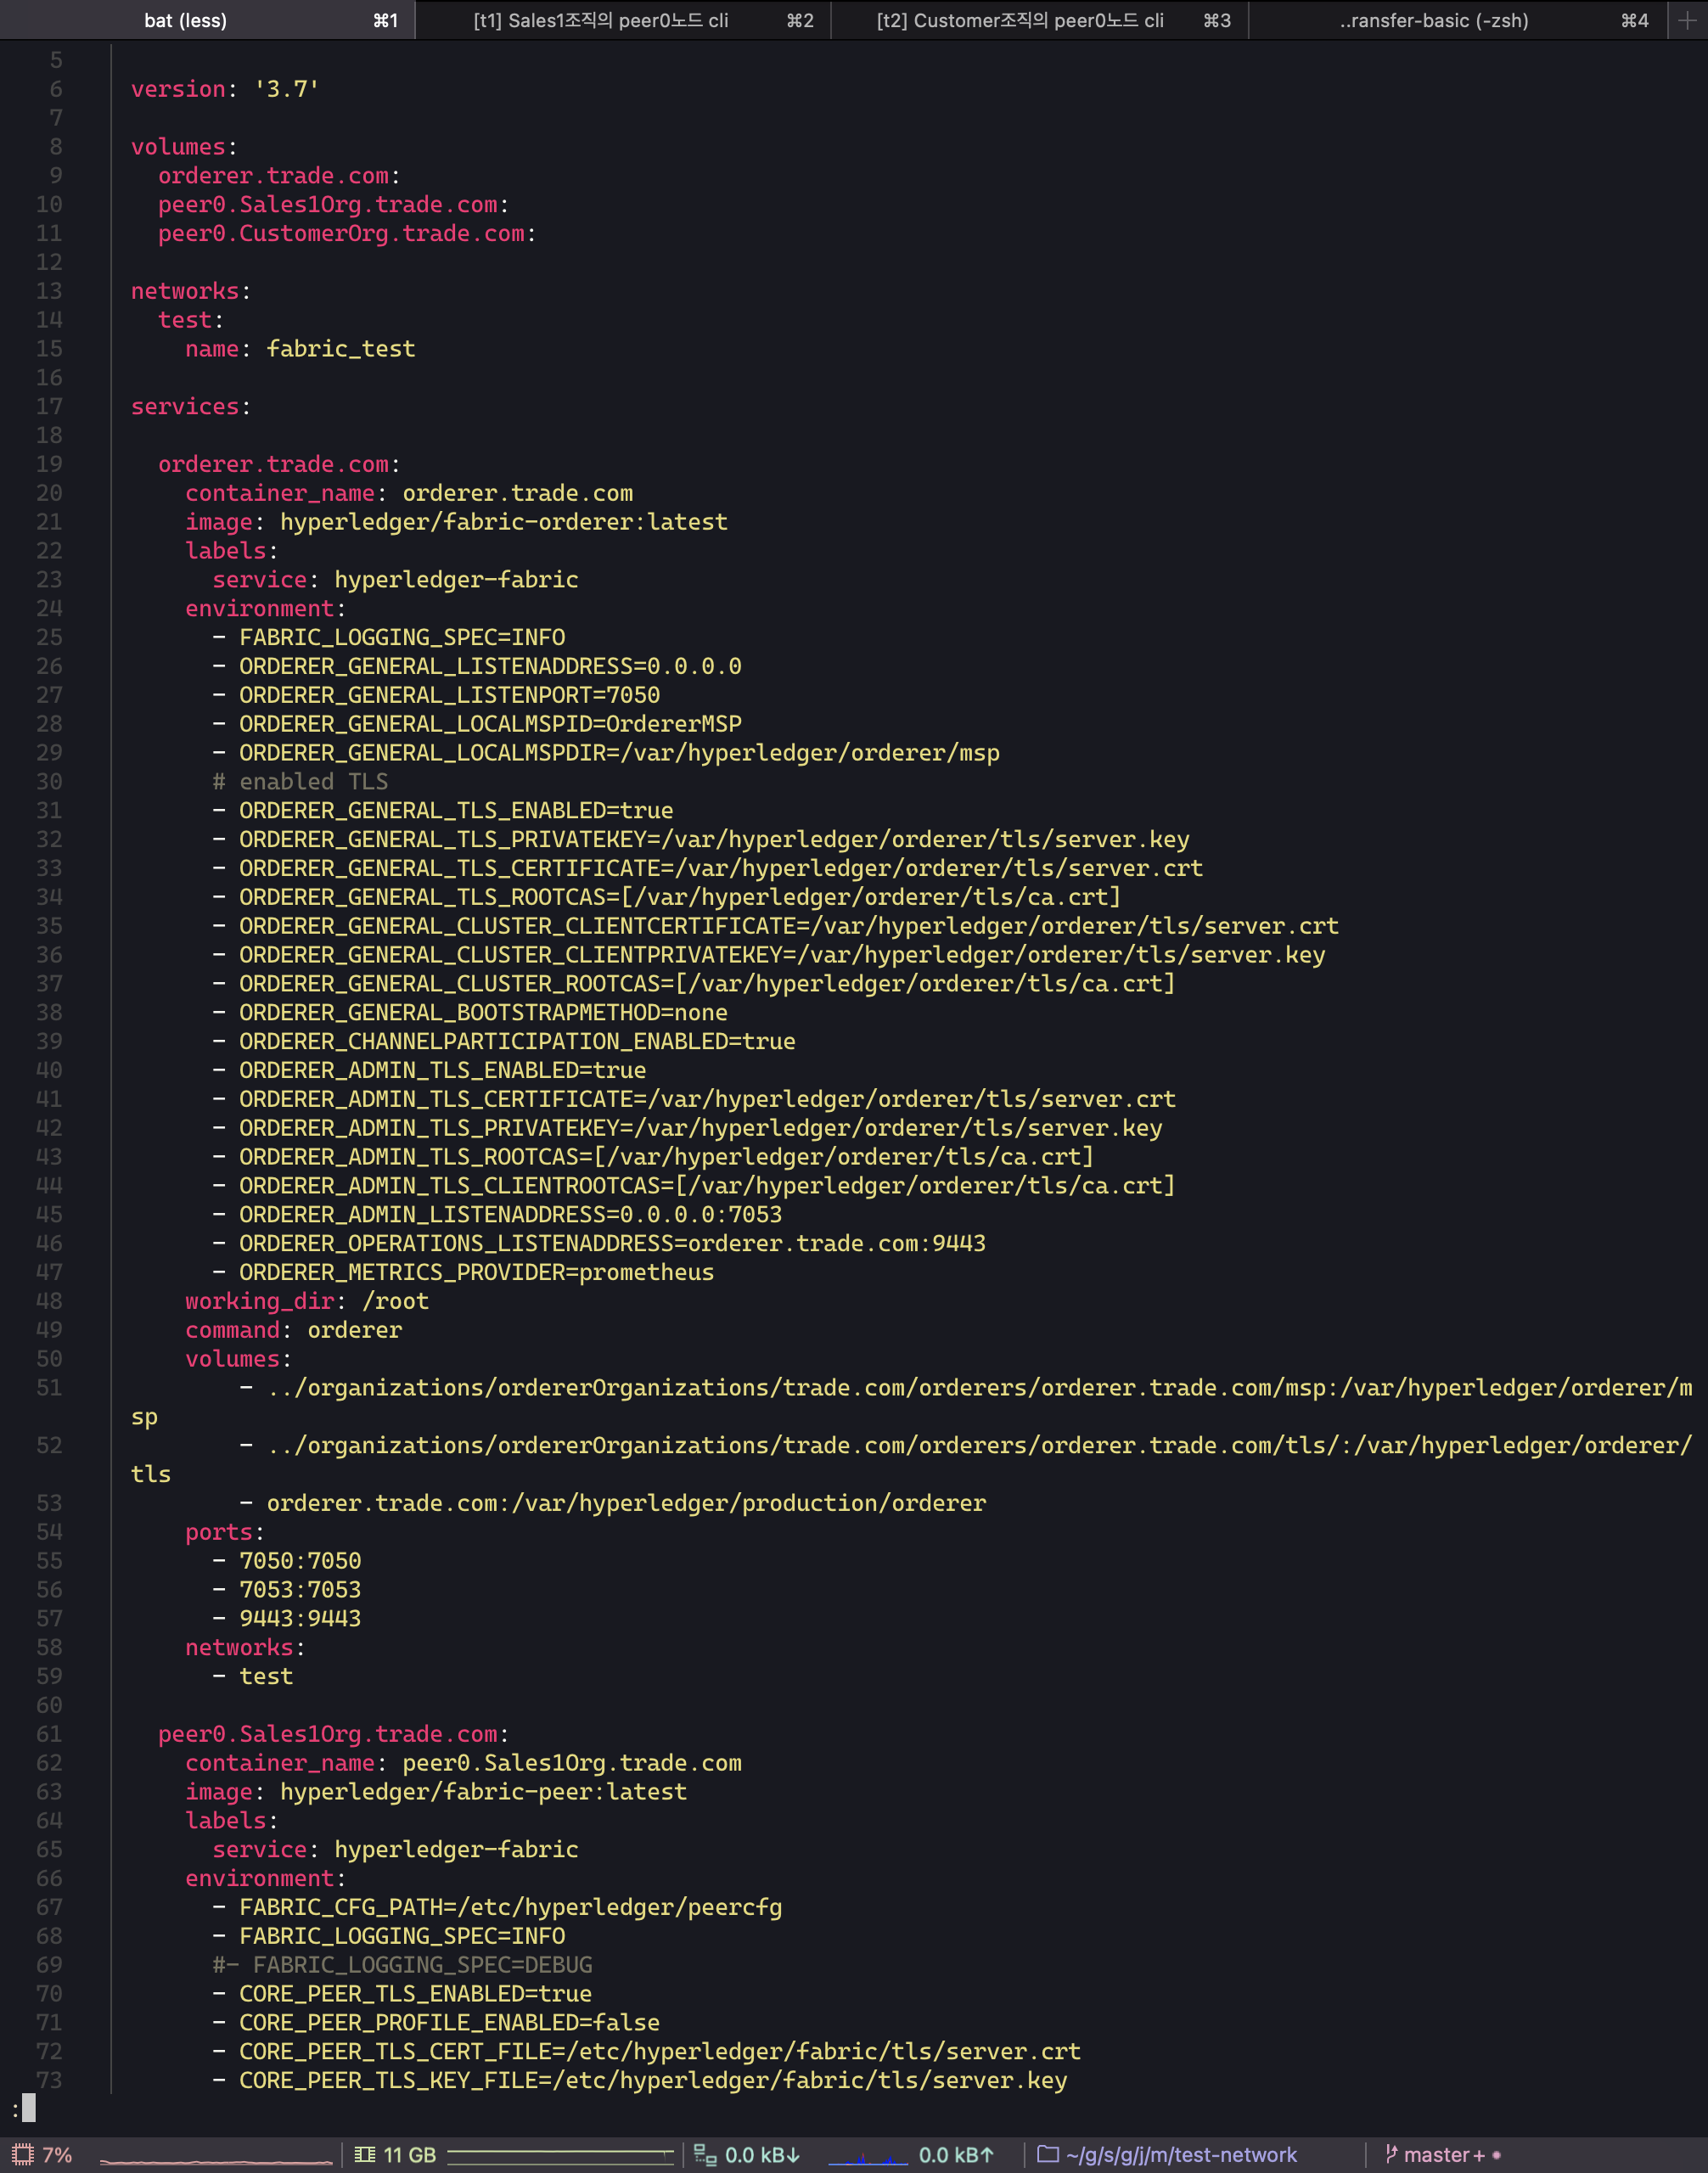 bat (less) ⌘1 [t1] Sales1조직의 peer0노드 cli ⌘2 [t2] Customer조직의 peer0노드 cli ⌘3 ..ransfer-basic (-zsh) ⌘4
5
6 version: '3.7'
7
8 volumes:
9 orderer.trade.com:
10 peer0.Sales1Org.trade.com:
11 peer0.CustomerOrg.trade.com:
12
13 networks:
14 test:
15 name: fabric_test
16
17 services:
18
19 orderer.trade.com:
20 container_name: orderer.trade.com
21 image: hyperledger/fabric-orderer:latest
22 labels:
23 service: hyperledger-fabric
24 environment:
25 - FABRIC_LOGGING_SPEC=INFO
26 - ORDERER_GENERAL_LISTENADDRESS=0.0.0.0
27 - ORDERER_GENERAL_LISTENPORT=7050
28 - ORDERER_GENERAL_LOCALMSPID=OrdererMSP
29 - ORDERER_GENERAL_LOCALMSPDIR=/var/hyperledger/orderer/msp
30 # enabled TLS
31 - ORDERER_GENERAL_TLS_ENABLED=true
32 - ORDERER_GENERAL_TLS_PRIVATEKEY=/var/hyperledger/orderer/tls/server.key
33 - ORDERER_GENERAL_TLS_CERTIFICATE=/var/hyperledger/orderer/tls/server.crt
34 - ORDERER_GENERAL_TLS_ROOTCAS=[/var/hyperledger/orderer/tls/ca.crt]
35 - ORDERER_GENERAL_CLUSTER_CLIENTCERTIFICATE=/var/hyperledger/orderer/tls/server.crt
36 - ORDERER_GENERAL_CLUSTER_CLIENTPRIVATEKEY=/var/hyperledger/orderer/tls/server.key
37 - ORDERER_GENERAL_CLUSTER_ROOTCAS=[/var/hyperledger/orderer/tls/ca.crt]
38 - ORDERER_GENERAL_BOOTSTRAPMETHOD=none
39 - ORDERER_CHANNELPARTICIPATION_ENABLED=true
40 - ORDERER_ADMIN_TLS_ENABLED=true
41 - ORDERER_ADMIN_TLS_CERTIFICATE=/var/hyperledger/orderer/tls/server.crt
42 - ORDERER_ADMIN_TLS_PRIVATEKEY=/var/hyperledger/orderer/tls/server.key
43 - ORDERER_ADMIN_TLS_ROOTCAS=[/var/hyperledger/orderer/tls/ca.crt]
44 - ORDERER_ADMIN_TLS_CLIENTROOTCAS=[/var/hyperledger/orderer/tls/ca.crt]
45 - ORDERER_ADMIN_LISTENADDRESS=0.0.0.0:7053
46 - ORDERER_OPERATIONS_LISTENADDRESS=orderer.trade.com:9443
47 - ORDERER_METRICS_PROVIDER=prometheus
48 working_dir: /root
49 command: orderer
50 volumes:
51 - ../organizations/ordererOrganizations/trade.com/orderers/orderer.trade.com/msp:/var/hyperledger/orderer/m
sp
52 - ../organizations/ordererOrganizations/trade.com/orderers/orderer.trade.com/tls/:/var/hyperledger/orderer/
tls
53 - orderer.trade.com:/var/hyperledger/production/orderer
54 ports:
55 - 7050:7050
56 - 7053:7053
57 - 9443:9443
58 networks:
59 - test
60
61 peer0.Sales1Org.trade.com:
62 container_name: peer0.Sales1Org.trade.com
63 image: hyperledger/fabric-peer:latest
64 labels:
65 service: hyperledger-fabric
66 environment:
67 - FABRIC_CFG_PATH=/etc/hyperledger/peercfg
68 - FABRIC_LOGGING_SPEC=INFO
69 #- FABRIC_LOGGING_SPEC=DEBUG
70 - CORE_PEER_TLS_ENABLED=true
71 - CORE_PEER_PROFILE_ENABLED=false
72 - CORE_PEER_TLS_CERT_FILE=/etc/hyperledger/fabric/tls/server.crt
73 - CORE_PEER_TLS_KEY_FILE=/etc/hyperledger/fabric/tls/server.key
:
7% 11 GB 0.0 kB↓ 0.0 kB↑ ~/g/s/g/j/m/test-network master+ •